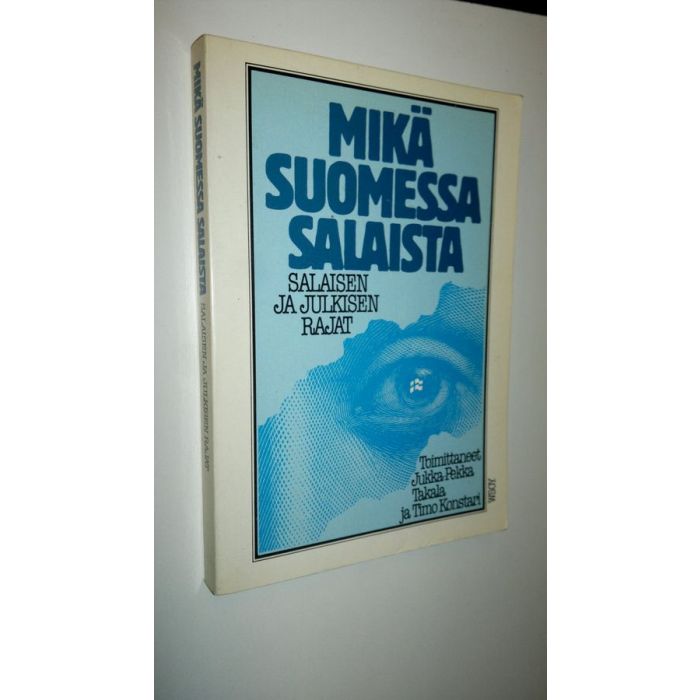 MIKÄ SUOMESSA SALAISTA SALAISEN JA JULKISEN RAJAT
MIKÄ
SUOMESSA
SALAISTA
SALAISEN
JA JULKISEN
RAJAT
Toimittaneet
Jukka-Pekka
Takala
ja Timo Konstari
WSOY